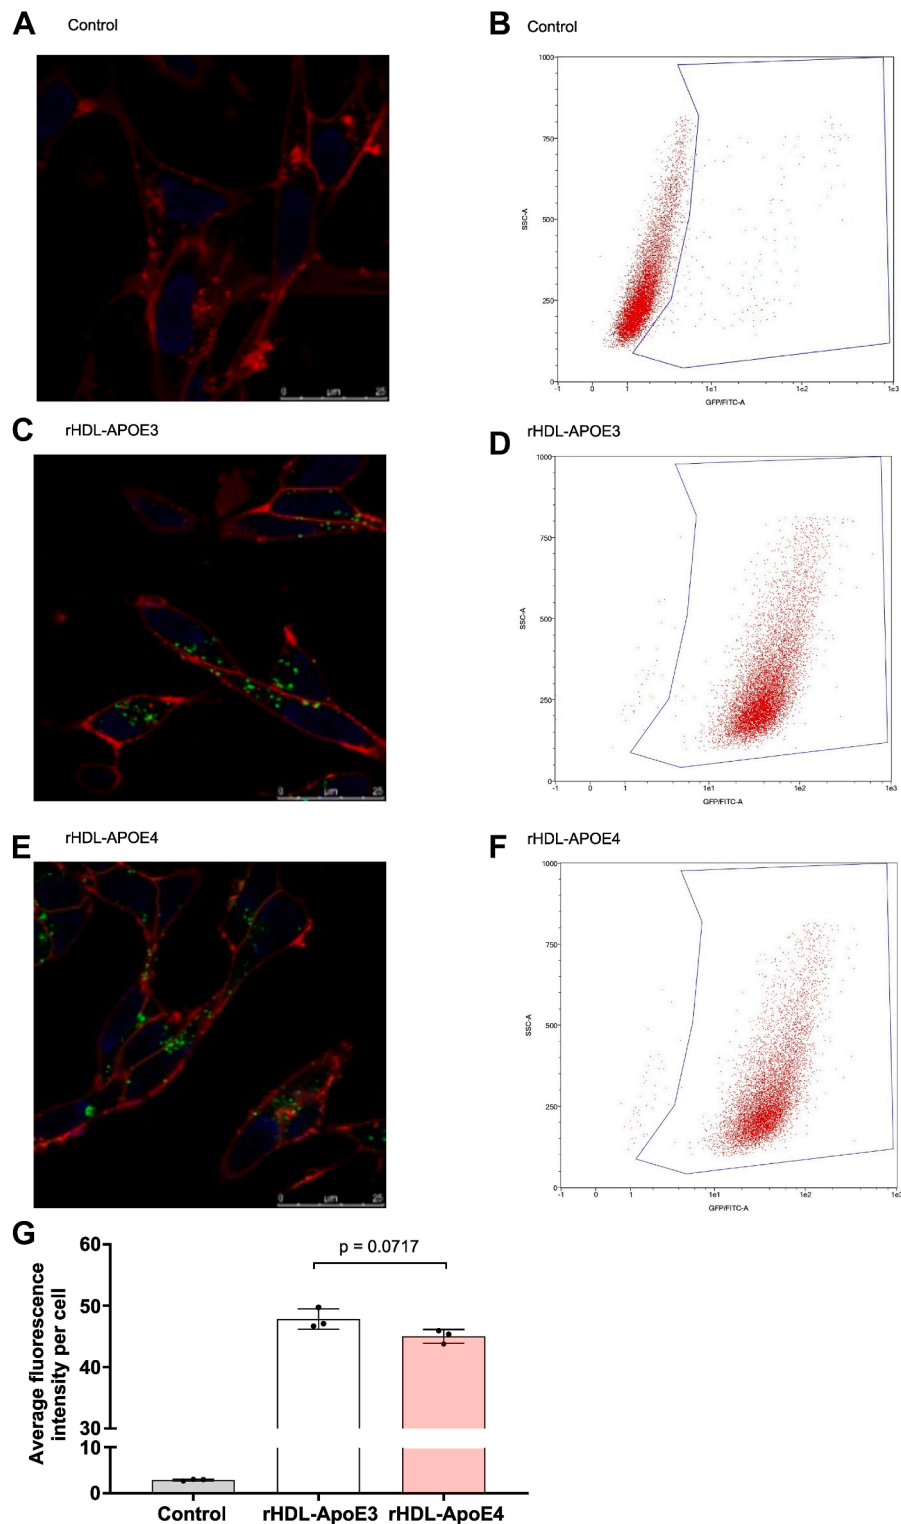 A Control
0 µm 25
B Control
1000
750
500
250
0
SSC-A
-1 0 1 1e1 1e2 1e3
GFP/FITC-A
C rHDL-APOE3
0 µm 25
D rHDL-APOE3
1000
750
500
250
0
SSC-A
-1 0 1 1e1 1e2 1e3
GFP/FITC-A
E rHDL-APOE4
0 µm 25
F rHDL-APOE4
1000
750
500
250
0
SSC-A
-1 0 1 1e1 1e2 1e3
GFP/FITC-A
G
Average fluorescence
intensity per cell
60
50
40
30
10
0
p = 0.0717
Control rHDL-ApoE3 rHDL-ApoE4